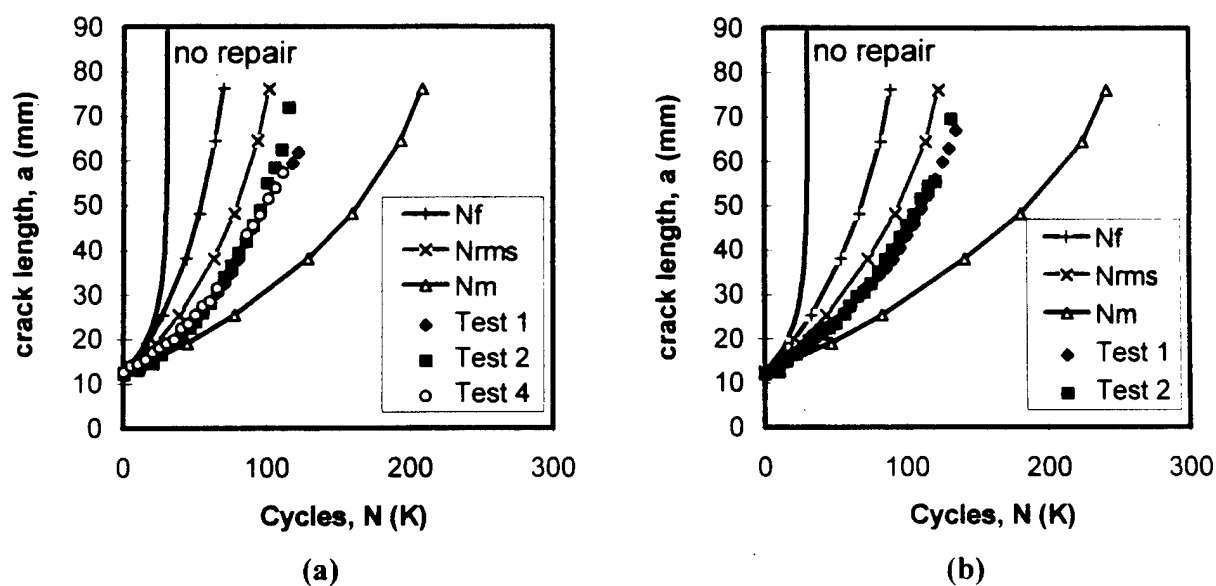 90
80
70
60
50
40
30
20
10
0
crack length, a (mm)
no repair
Nf
Nrms
Nm
Test 1
Test 2
Test 4
0 100 200 300
Cycles, N (K)
(a)
90
80
70
60
50
40
30
20
10
0
crack length, a (mm)
no repair
Nf
Nrms
Nm
Test 1
Test 2
0 100 200 300
Cycles, N (K)
(b)